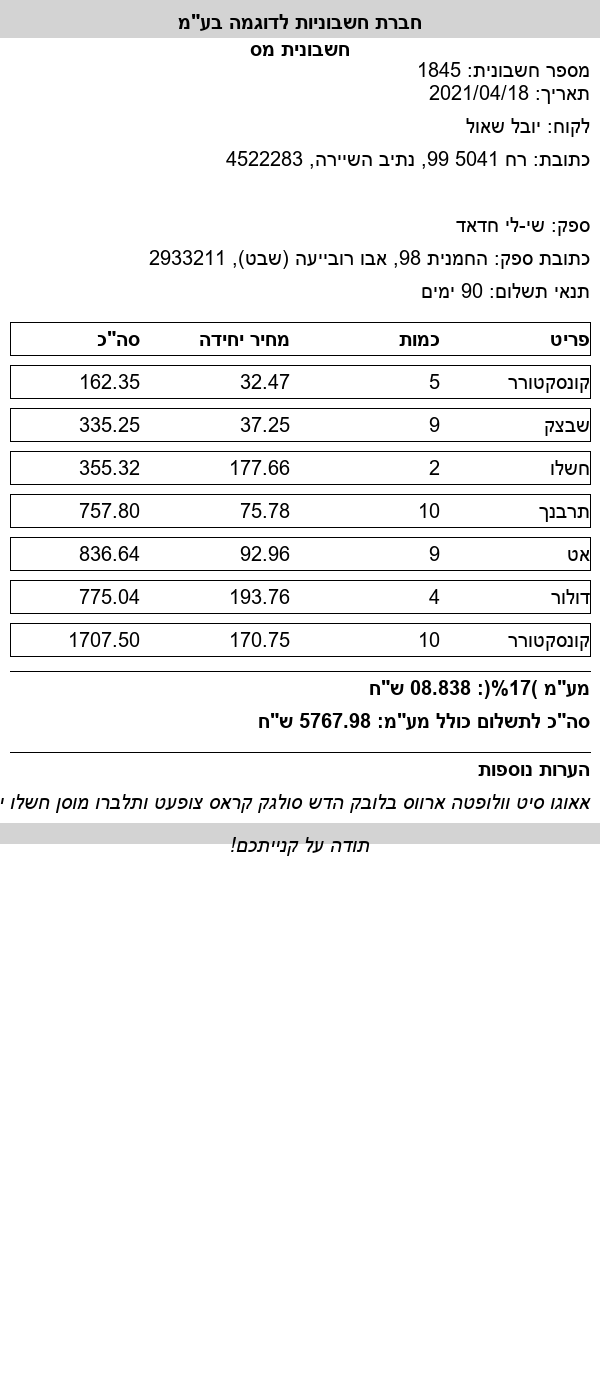 חברת חשבוניות לדוגמה בע"מ
חשבונית מס
מספר חשבונית: 1845
תאריך: 2021/04/18
לקוח: יובל שאול
כתובת: רח 5041 99, נתיב השיירה, 4522283
ספק: שי-לי חדאד
כתובת ספק: החמנית 98, אבו רובייעה (שבט), 2933211
תנאי תשלום: 90 ימים
פריט כמות מחיר יחידה סה"כ
קונסקטורר 5 32.47 162.35
שבצק 9 37.25 335.25
חשלו 2 177.66 355.32
תרבנך 10 75.78 757.80
אט 9 92.96 836.64
דולור 4 193.76 775.04
קונסקטורר 10 170.75 1707.50
מע"מ )17%(: 08.838 ש"ח
סה"כ לתשלום כולל מע"מ: 5767.98 ש"ח
הערות נוספות
אאוגו סיט וולופטה ארווס בלובק הדש סולגק קראס צופעט ותלברו מוסן חשלו י
תודה על קנייתכם!